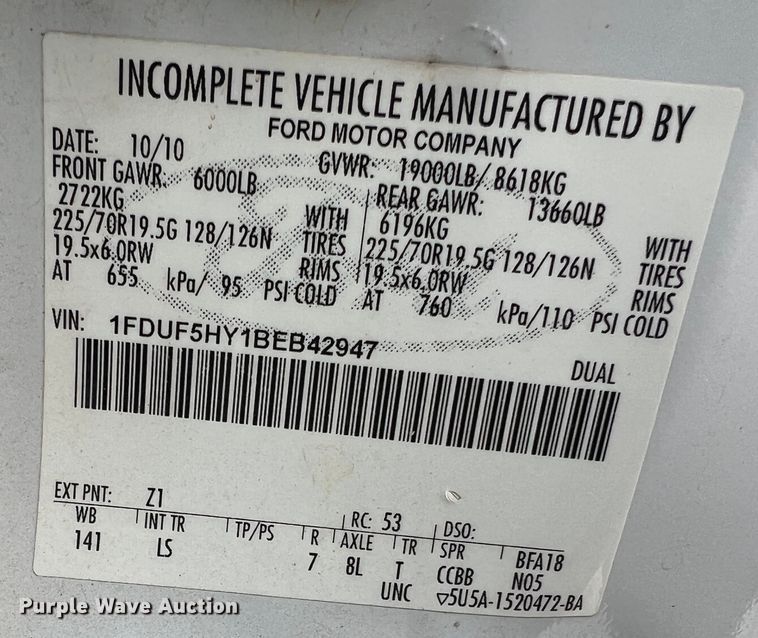 INCOMPLETE VEHICLE MANUFACTURED BY
FORD MOTOR COMPANY
DATE: 10/10 GVWR: 19000LB/ 8618KG
FRONT GAWR: 6000LB REAR GAWR: 13660LB
2722KG WITH 6196KG WITH
225/70R19.5G 128/126N TIRES 225/70R19.5G 128/126N TIRES
19.5x6.0RW RIMS 19.5x6.0RW RIMS
AT 655 kPa/ 95 PSI COLD AT 760 kPa/110 PSI COLD
VIN: 1FDUF5HY1BEB42947
DUAL
EXT PNT: Z1 RC: 53 DSO:
WB INT TR TP/PS R AXLE TR SPR BFA18
141 LS 7 8L T CCBB N05
UNC ▽5U5A-1520472-BA
Purple Wave Auction